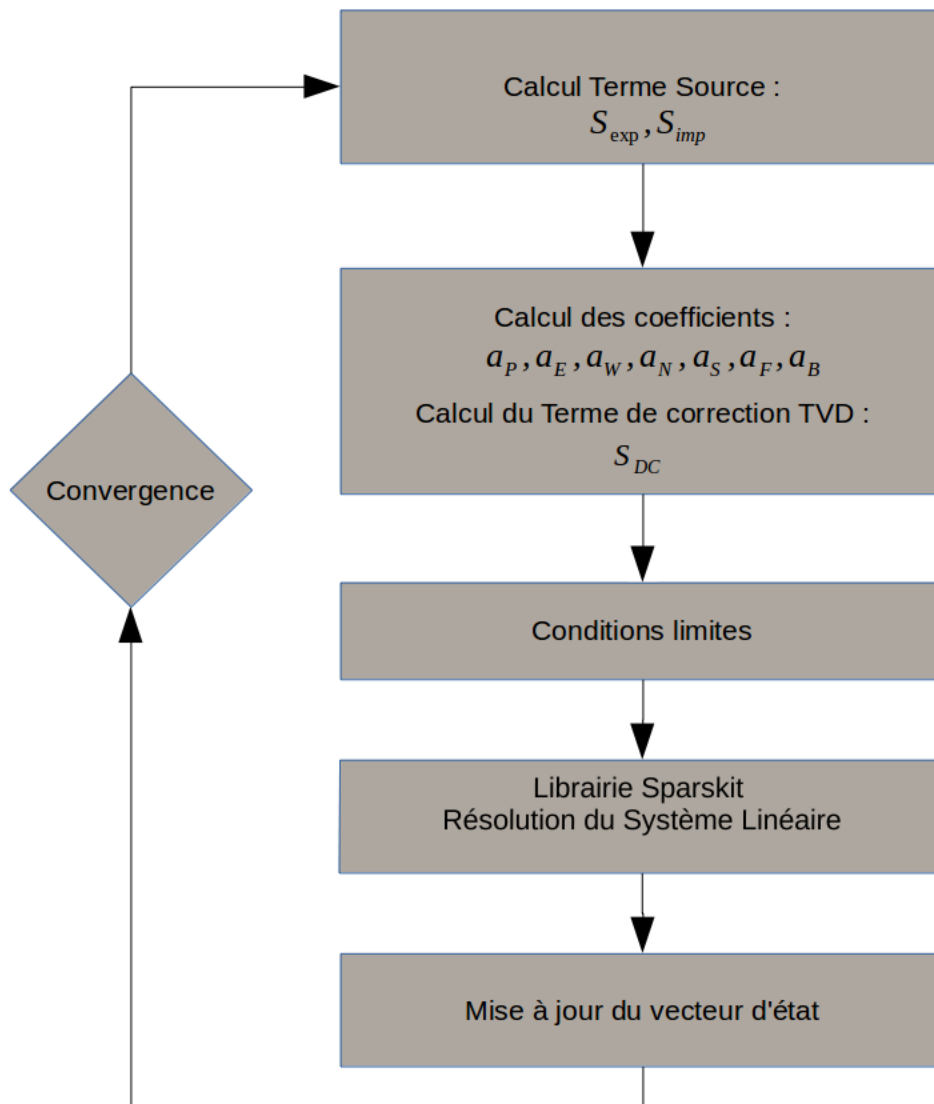 Calcul Terme Source :
S_exp, S_imp
Calcul des coefficients :
a_P, a_E, a_W, a_N, a_S, a_F, a_B
Calcul du Terme de correction TVD :
S_DC
Convergence
Conditions limites
Librairie Sparskit
Résolution du Système Linéaire
Mise à jour du vecteur d'état